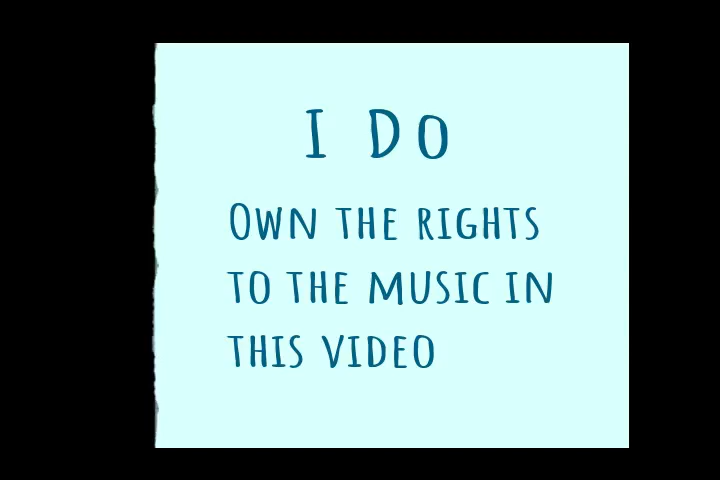 I Do
Own the rights
to the music in
this video